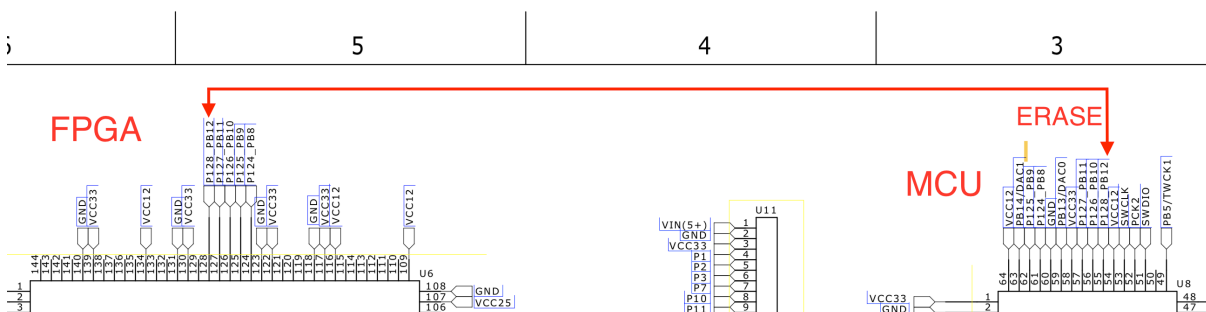 5
4
3
FPGA
ERASE
MCU
P128_PB12
P127_PB11
P126_PB10
P125_PB9
P124_PB8
GND
VCC33
VCC12
GND
VCC33
GND
VCC33
GND
VCC33
VCC12
VCC12
144
143
142
141
140
139
138
137
136
135
134
133
132
131
130
129
128
127
126
125
124
123
122
121
120
119
118
117
116
115
114
113
112
111
110
109
U6
1
2
3
108
107
106
GND
VCC25
U11
VIN(5+)
GND
VCC33
P1
P2
P3
P7
P10
P11
1
2
3
4
5
6
7
8
9
VCC12
PB14/DAC1
P125_PB9
P124_PB8
GND
PB13/DAC0
VCC33
P127_PB11
P126_PB10
P128_PB12
VCC12
SWCLK
PK2
SWDIO
PB5/TWCK1
64
63
62
61
60
59
58
57
56
55
54
53
52
51
50
49
U8
VCC33
GND
1
2
48
47